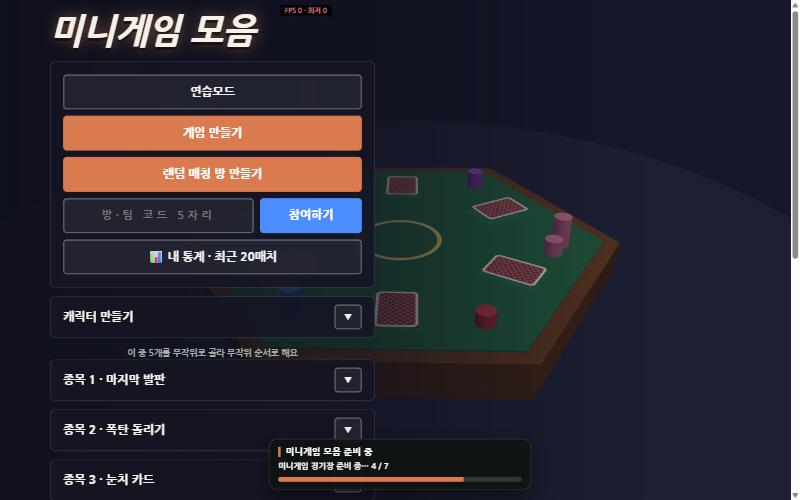 미니게임 모음
FPS 0 · 최저 0
연습모드
게임 만들기
랜덤 매칭 방 만들기
방·팀 코드 5자리
참여하기
📊 내 통계 · 최근 20매치
캐릭터 만들기
▼
이 중 5개를 무작위로 골라 무작위 순서로 해요
종목 1 · 마지막 발판
▼
종목 2 · 폭탄 돌리기
▼
종목 3 · 눈치 카드
미니게임 모음 준비 중
미니게임 경기장 준비 중… 4 / 7